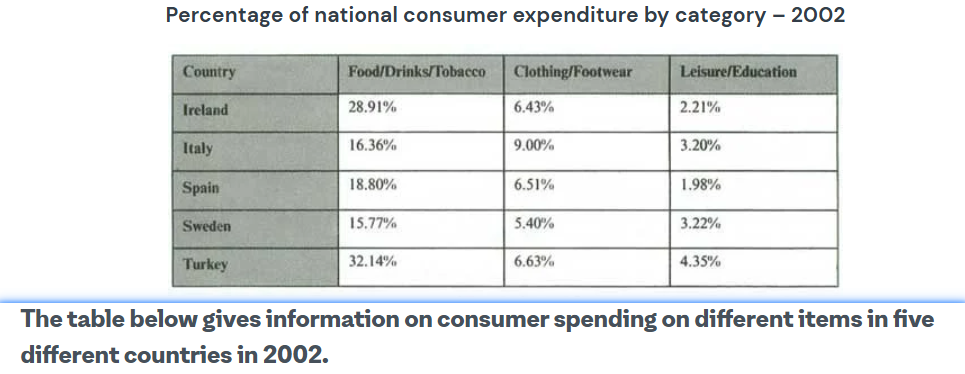 Percentage of national consumer expenditure by category – 2002
Country Food/Drinks/Tobacco Clothing/Footwear Leisure/Education
Ireland 28.91% 6.43% 2.21%
Italy 16.36% 9.00% 3.20%
Spain 18.80% 6.51% 1.98%
Sweden 15.77% 5.40% 3.22%
Turkey 32.14% 6.63% 4.35%
The table below gives information on consumer spending on different items in five
different countries in 2002.